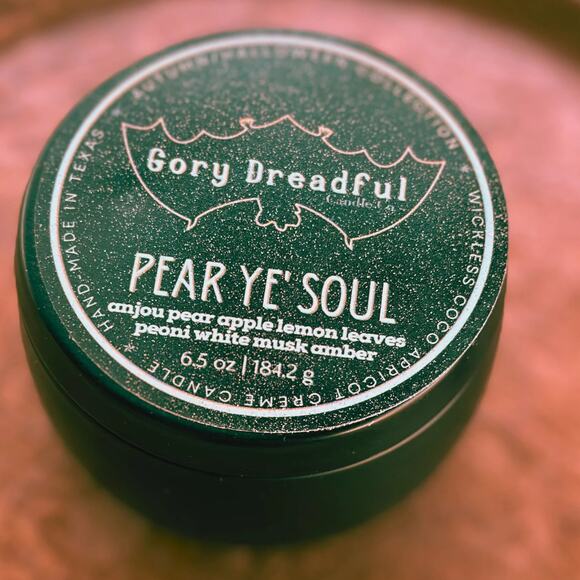 AUTUMN/HALLOWEEN COLLECTION * WICKLESS COCO APRICOT CRÈME CANDLE * HAND-MADE IN TEXAS *
Gory Dreadful
Candle Co.
PEAR YE' SOUL
anjou pear apple lemon leaves
peoni white musk amber
6.5 oz | 184.2 g